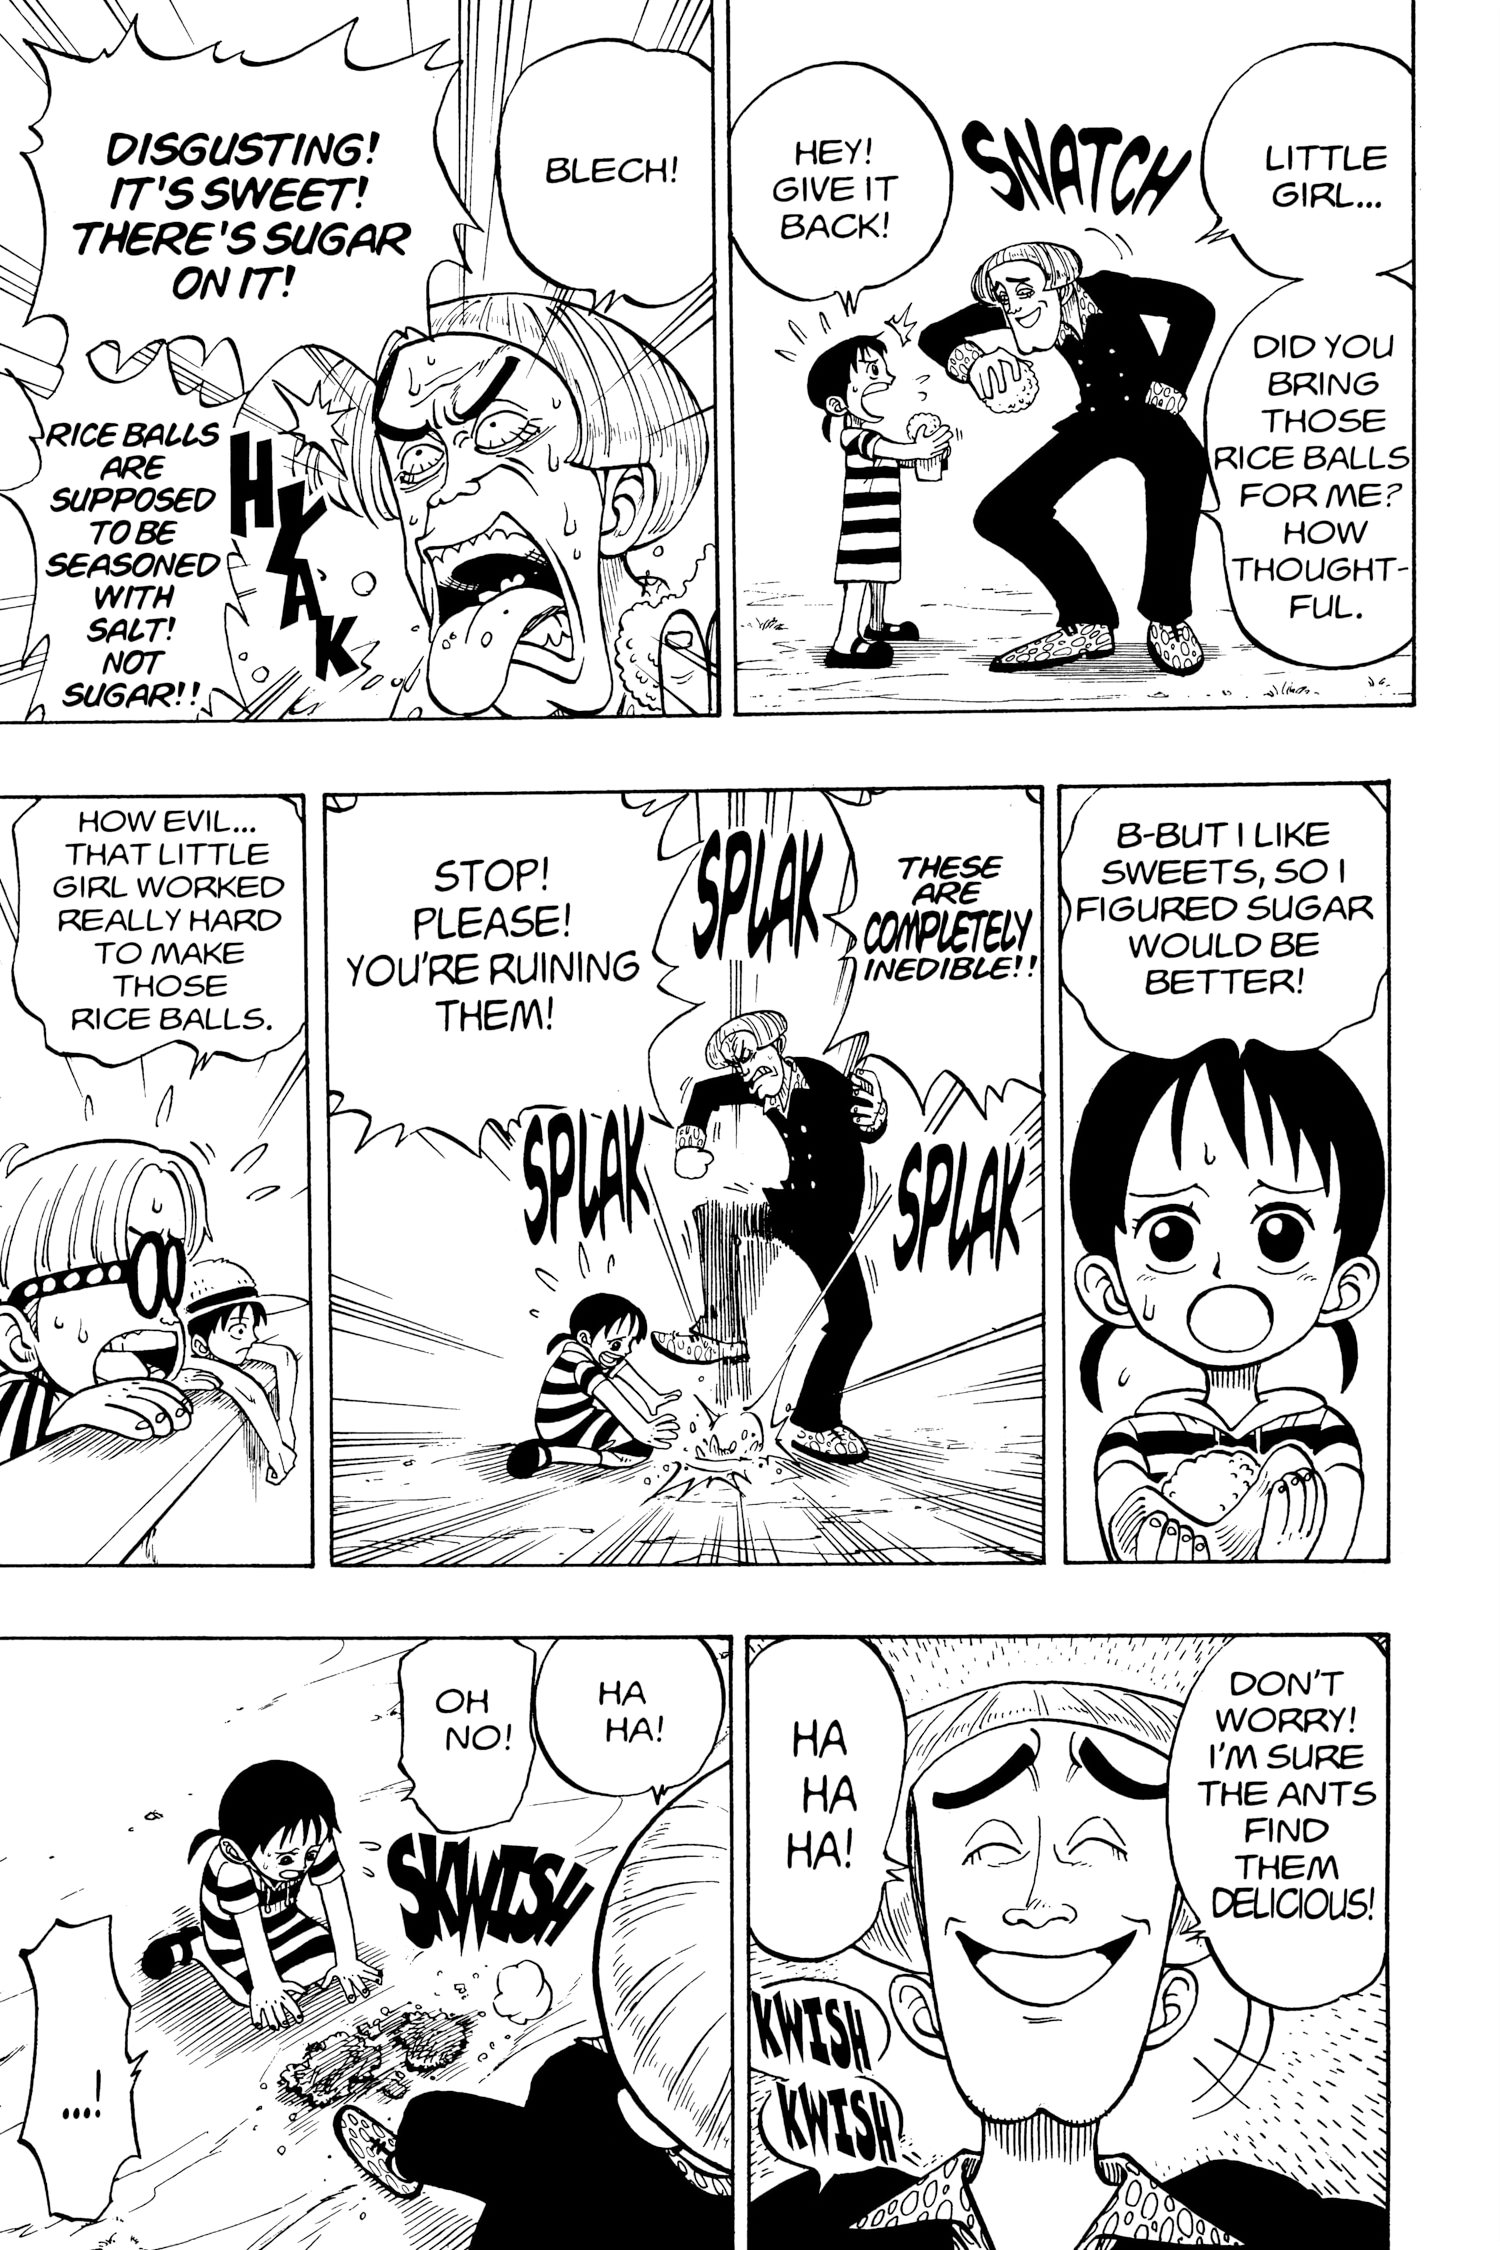 LITTLE
GIRL...
DID YOU
BRING
THOSE
RICE BALLS
FOR ME?
HOW
THOUGHT-
FUL.
SNATCH
HEY!
GIVE IT
BACK!
BLECH!
DISGUSTING!
IT'S SWEET!
THERE'S SUGAR
ON IT!
HYAK
RICE BALLS
ARE
SUPPOSED
TO BE
SEASONED
WITH
SALT!
NOT
SUGAR!!
B-BUT I LIKE
SWEETS, SO I
FIGURED SUGAR
WOULD BE
BETTER!
THESE
ARE
COMPLETELY
INEDIBLE!!
SPLAK
SPLAK
SPLAK
STOP!
PLEASE!
YOU'RE RUINING
THEM!
HOW EVIL...
THAT LITTLE
GIRL WORKED
REALLY HARD
TO MAKE
THOSE
RICE BALLS.
DON'T
WORRY!
I'M SURE
THE ANTS
FIND
THEM
DELICIOUS!
HA
HA
HA!
KWISH
KWISH
HA
HA!
OH
NO!
SKWISH
...!